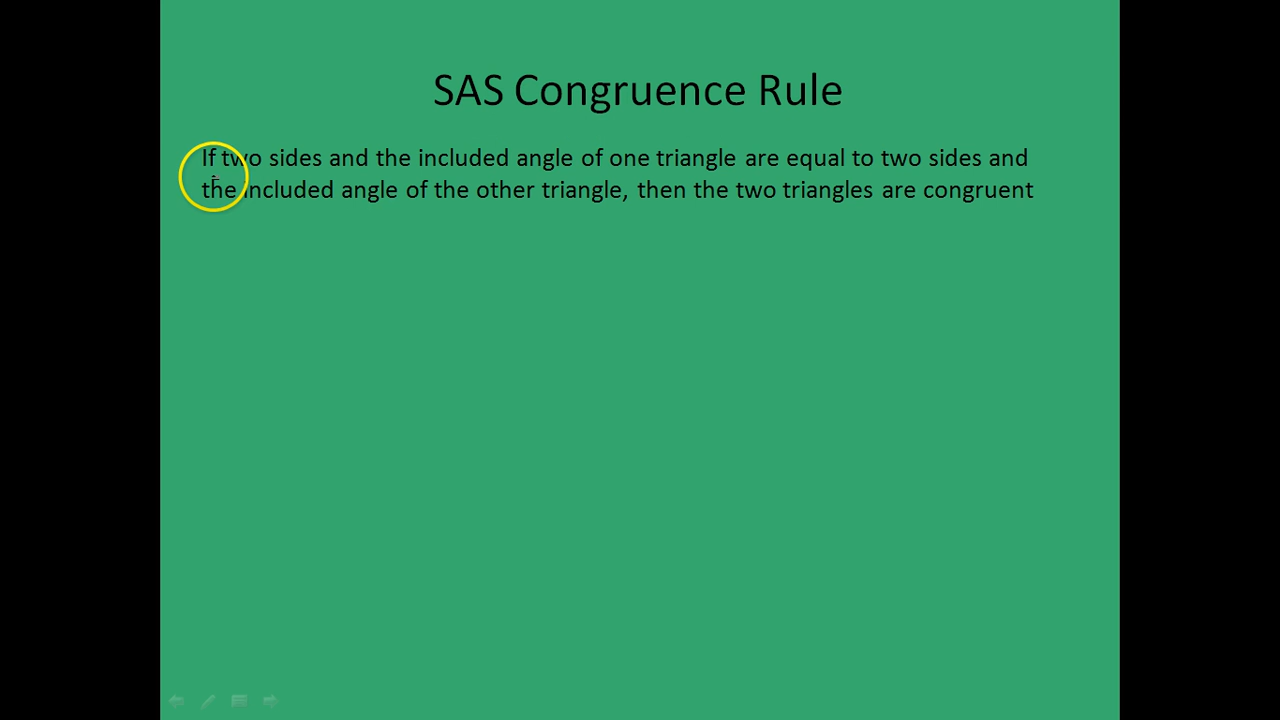 SAS Congruence Rule
If two sides and the included angle of one triangle are equal to two sides and
the included angle of the other triangle, then the two triangles are congruent